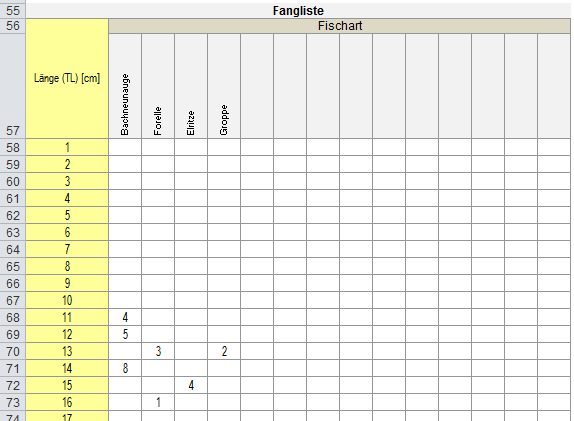 55 Fangliste
56 Fischart
57 Länge (TL) [cm] Bachneunauge Forelle Elritze Groppe
58 1
59 2
60 3
61 4
62 5
63 6
64 7
65 8
66 9
67 10
68 11 4
69 12 5
70 13 3 2
71 14 8
72 15 4
73 16 1
74 17